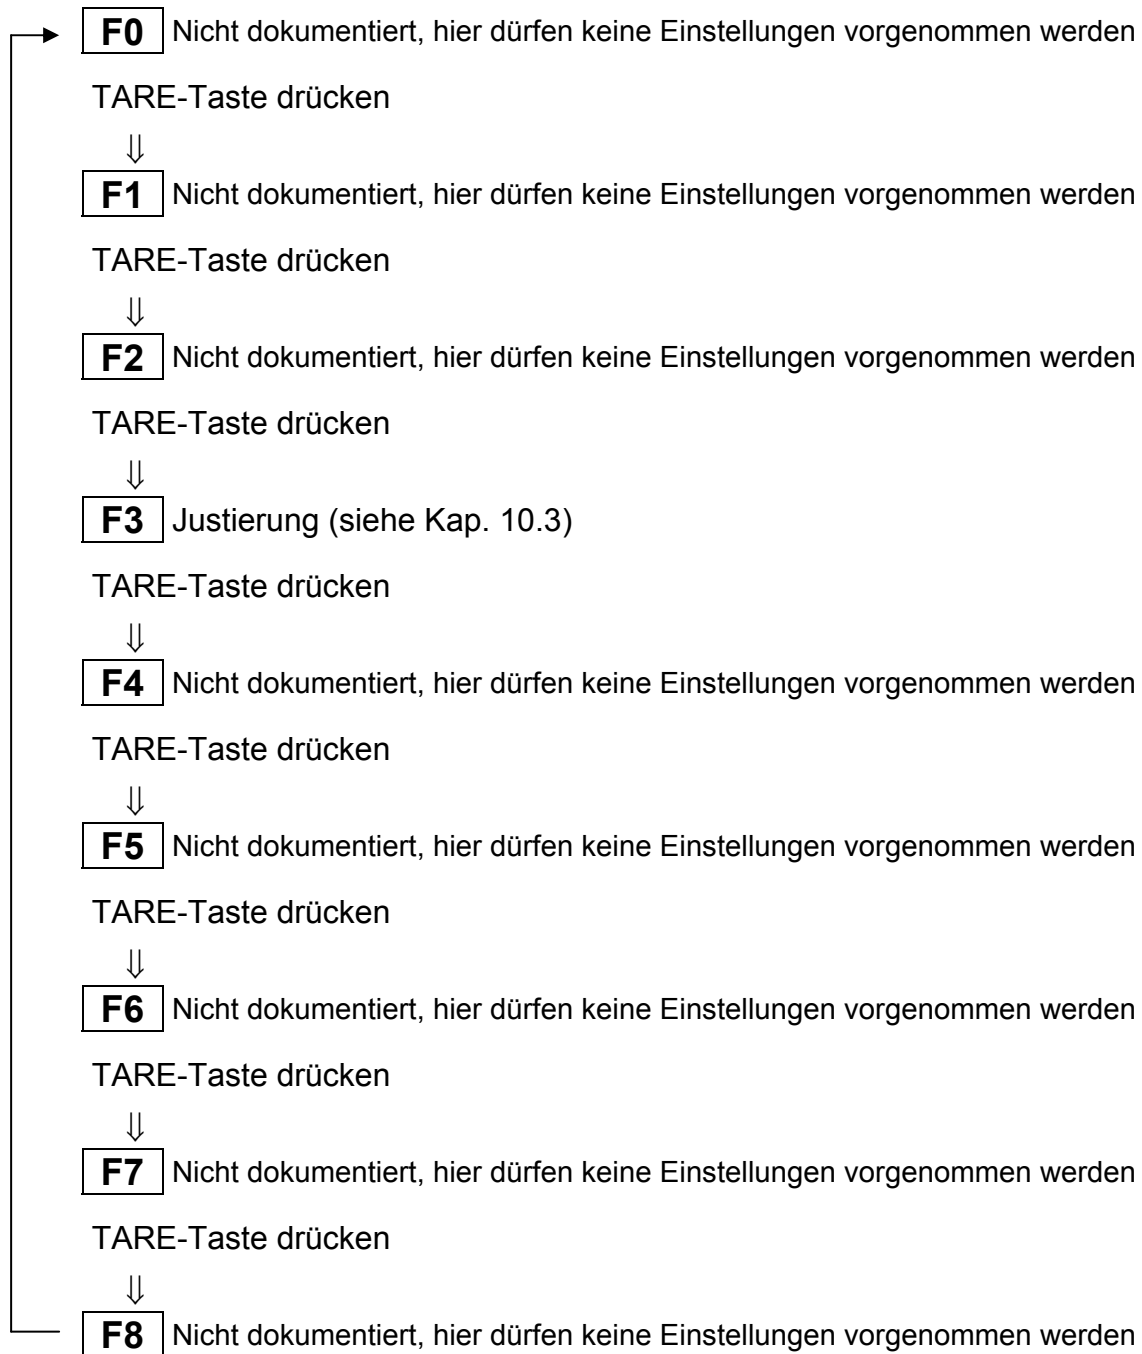 F0 Nicht dokumentiert, hier dürfen keine Einstellungen vorgenommen werden
TARE-Taste drücken
⇓
F1 Nicht dokumentiert, hier dürfen keine Einstellungen vorgenommen werden
TARE-Taste drücken
⇓
F2 Nicht dokumentiert, hier dürfen keine Einstellungen vorgenommen werden
TARE-Taste drücken
⇓
F3 Justierung (siehe Kap. 10.3)
TARE-Taste drücken
⇓
F4 Nicht dokumentiert, hier dürfen keine Einstellungen vorgenommen werden
TARE-Taste drücken
⇓
F5 Nicht dokumentiert, hier dürfen keine Einstellungen vorgenommen werden
TARE-Taste drücken
⇓
F6 Nicht dokumentiert, hier dürfen keine Einstellungen vorgenommen werden
TARE-Taste drücken
⇓
F7 Nicht dokumentiert, hier dürfen keine Einstellungen vorgenommen werden
TARE-Taste drücken
⇓
F8 Nicht dokumentiert, hier dürfen keine Einstellungen vorgenommen werden